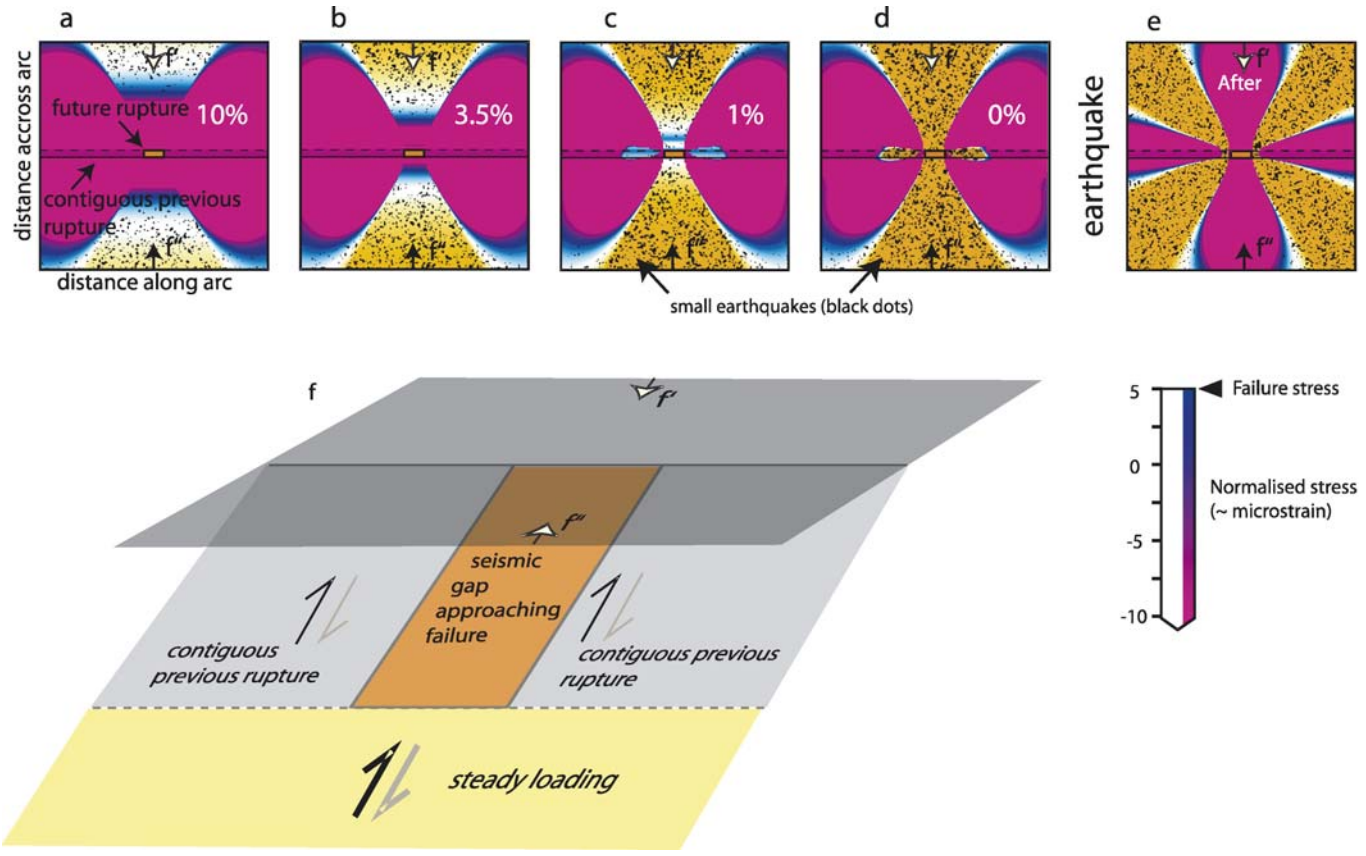 a
b
c
d
e
distance accross arc
f'
future rupture
10%
contiguous previous
rupture
f"
distance along arc
f'
3.5%
f"
f'
1%
f"
f'
0%
f"
small earthquakes (black dots)
earthquake
f'
After
f"
f
f'
f"
seismic
gap
approaching
failure
contiguous
previous rupture
contiguous previous
rupture
steady loading
5
Failure stress
0
Normalised stress
(~ microstrain)
-5
-10